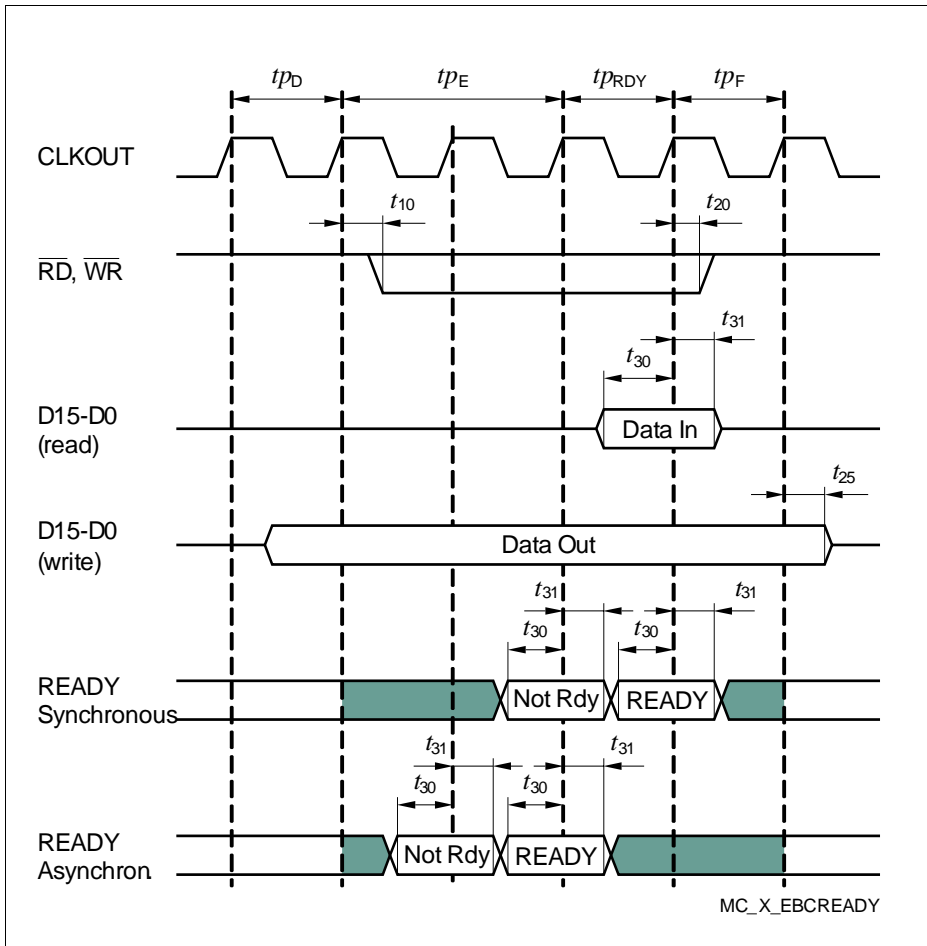 tpD tpE tpRDY tpF
CLKOUT
t10 t20
RD, WR
t31
t30
D15-D0
(read)
Data In
t25
D15-D0
(write)
Data Out
t31 t31
t30 t30
READY
Synchronous
Not Rdy READY
t31 t31
t30 t30
READY
Asynchron.
Not Rdy READY
MC_X_EBCREADY